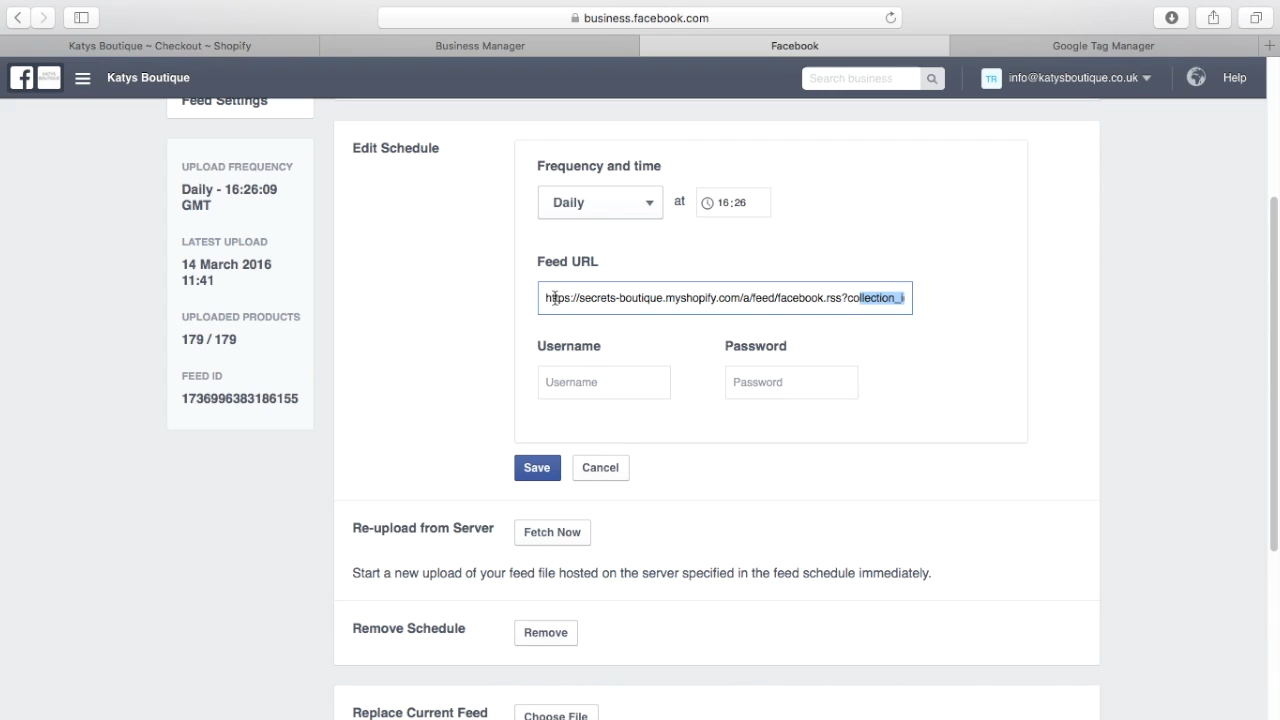 business.facebook.com
Katys Boutique ~ Checkout ~ Shopify
Business Manager
Facebook
Google Tag Manager
Katys Boutique
Search business
TR
info@katysboutique.co.uk
Help
Feed Settings
UPLOAD FREQUENCY
Daily - 16:26:09
GMT
LATEST UPLOAD
14 March 2016
11:41
UPLOADED PRODUCTS
179 / 179
FEED ID
1736996383186155
Edit Schedule
Frequency and time
Daily
at
16:26
Feed URL
https://secrets-boutique.myshopify.com/a/feed/facebook.rss?collection_i
Username
Password
Username
Password
Save
Cancel
Re-upload from Server
Fetch Now
Start a new upload of your feed file hosted on the server specified in the feed schedule immediately.
Remove Schedule
Remove
Replace Current Feed
Choose File